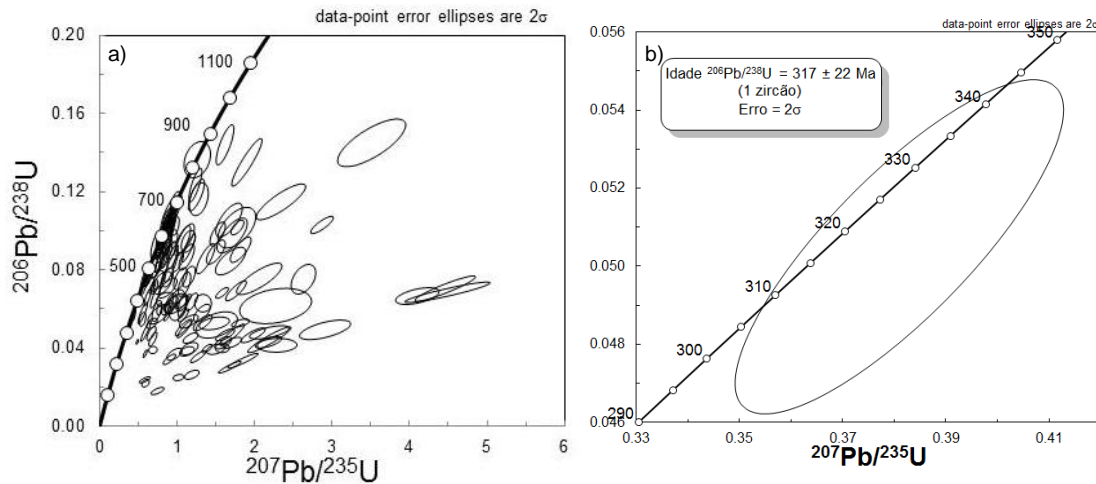 data-point error ellipses are 2σ
a)
0.20
0.16
0.12
0.08
0.04
0.00
1100
900
700
500
0 1 2 3 4 5 6
²⁰⁶Pb/²³⁸U
²⁰⁷Pb/²³⁵U
data-point error ellipses are 2σ
b)
Idade ²⁰⁶Pb/²³⁸U = 317 ± 22 Ma
(1 zircão)
Erro = 2σ
0.056
0.054
0.052
0.050
0.048
0.046
350
340
330
320
310
300
290
0.33 0.35 0.37 0.39 0.41
²⁰⁷Pb/²³⁵U